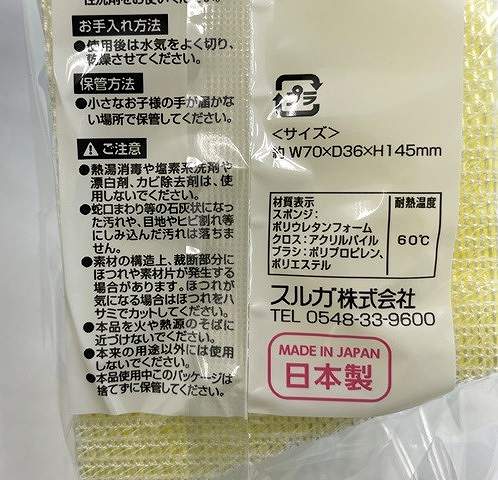 性洗剤をお使いください。
お手入れ方法
●使用後は水気をよく切り、
乾燥させてください。
保管方法
●小さなお子様の手が届かな
い場所で保管してください。
⚠ご注意
●熱湯消毒や塩素系洗剤や
漂白剤、カビ除去剤は、使
用しないでください。
●蛇口まわり等の石灰状になっ
た汚れや、目地やヒビ割れ等
にしみ込んだ汚れは落ちま
せん。
●素材の構造上、裁断部分に
ほつれや素材片が発生する
場合があります。ほつれが
気になる場合はほつれをハ
サミでカットしてください。
●本品を火や熱源のそばに
近づけないでください。
●本来の用途以外には使用
しないでください。
●本品使用中このパッケージは
捨てずに保管してください。
プラ
<サイズ>
約 W70×D36×H145mm
材質表示
スポンジ:
ポリウレタンフォーム
クロス:アクリルパイル
ブラシ:ポリプロピレン、
ポリエステル
耐熱温度
60℃
スルガ株式会社
TEL 0548-33-9600
MADE IN JAPAN
日本製